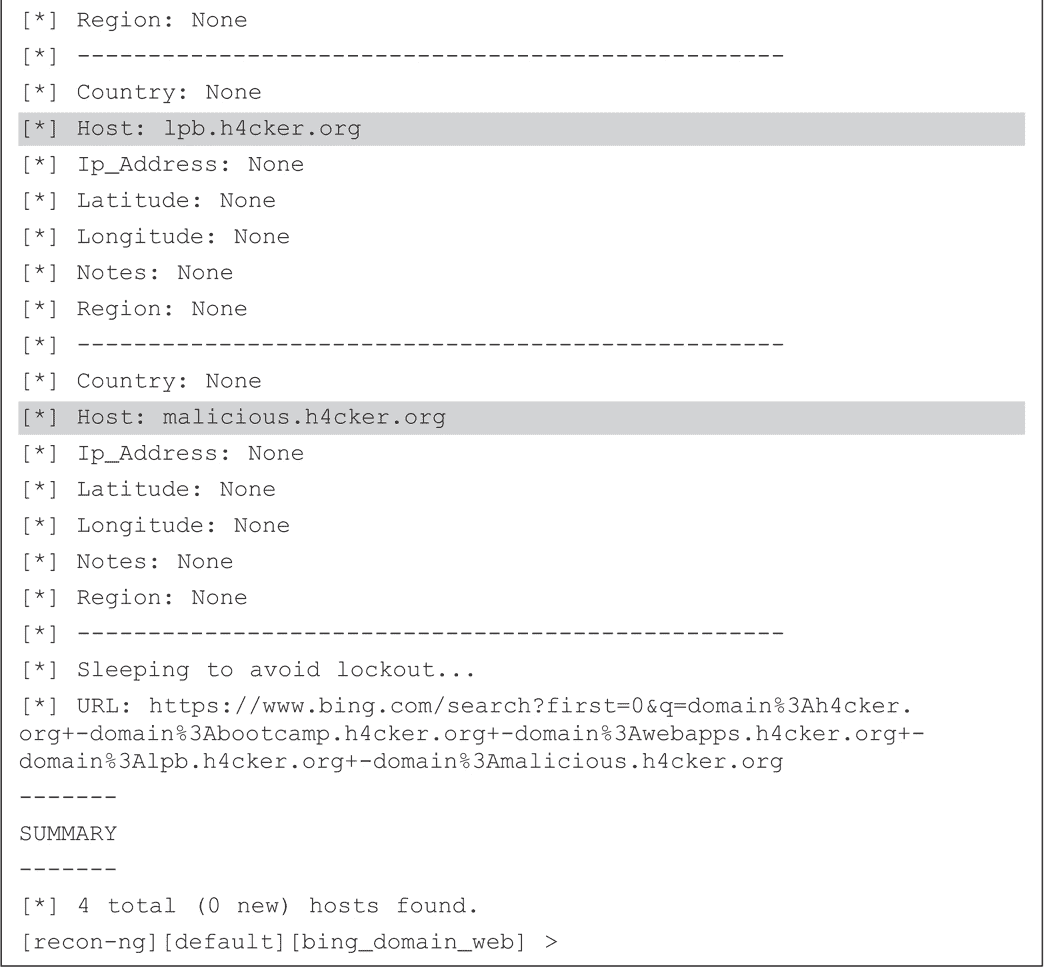 [*] Region: None
[*] --------------------------------------------------
[*] Country: None
[*] Host: lpb.h4cker.org
[*] Ip_Address: None
[*] Latitude: None
[*] Longitude: None
[*] Notes: None
[*] Region: None
[*] --------------------------------------------------
[*] Country: None
[*] Host: malicious.h4cker.org
[*] Ip_Address: None
[*] Latitude: None
[*] Longitude: None
[*] Notes: None
[*] Region: None
[*] --------------------------------------------------
[*] Sleeping to avoid lockout...
[*] URL: https://www.bing.com/search?first=0&q=domain%3Ah4cker.
org+-domain%3Abootcamp.h4cker.org+-domain%3Awebapps.h4cker.org+-
domain%3Alpb.h4cker.org+-domain%3Amalicious.h4cker.org
-------
SUMMARY
-------
[*] 4 total (0 new) hosts found.
[recon-ng][default][bing_domain_web] >